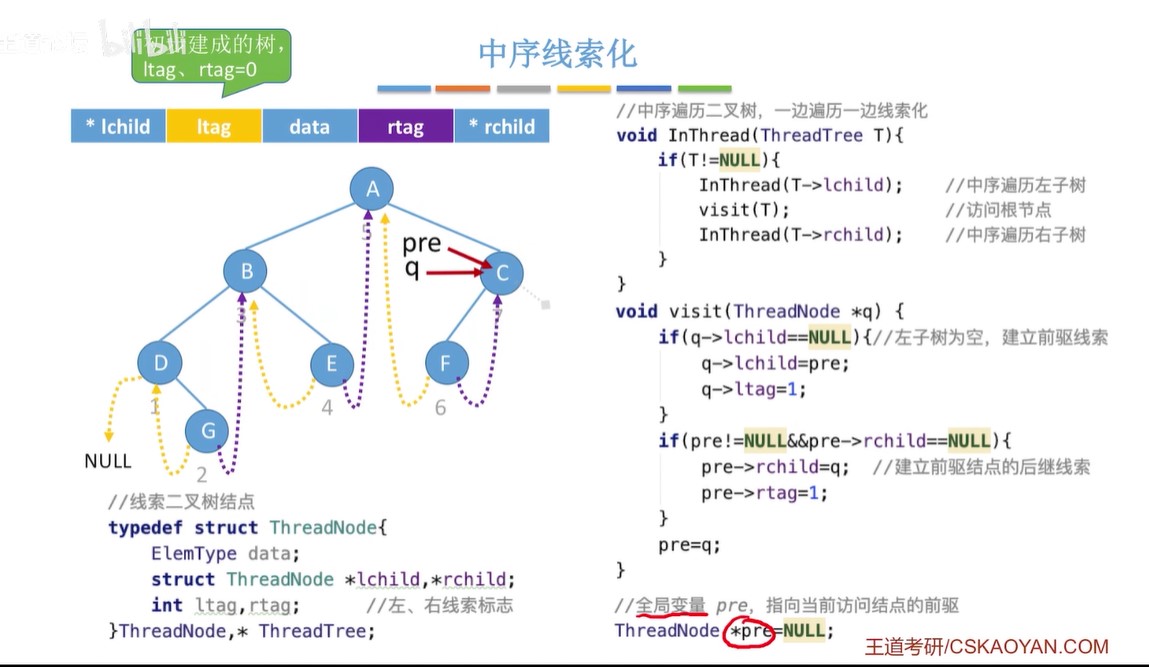 bilibili
步建成的树,
ltag、rtag=0
中序线索化
* lchild ltag data rtag * rchild
A
5
pre
q
B
C
3
7
D
E
F
1
4
6
G
2
NULL
//线索二叉树结点
typedef struct ThreadNode{
ElemType data;
struct ThreadNode *lchild,*rchild;
int ltag,rtag; //左、右线索标志
}ThreadNode,* ThreadTree;
//中序遍历二叉树，一边遍历一边线索化
void InThread(ThreadTree T){
if(T!=NULL){
InThread(T->lchild); //中序遍历左子树
visit(T); //访问根节点
InThread(T->rchild); //中序遍历右子树
}
}
void visit(ThreadNode *q) {
if(q->lchild==NULL){//左子树为空，建立前驱线索
q->lchild=pre;
q->ltag=1;
}
if(pre!=NULL&&pre->rchild==NULL){
pre->rchild=q; //建立前驱结点的后继线索
pre->rtag=1;
}
pre=q;
}
//全局变量 pre，指向当前访问结点的前驱
ThreadNode *pre=NULL;
王道考研/CSKAOYAN.COM